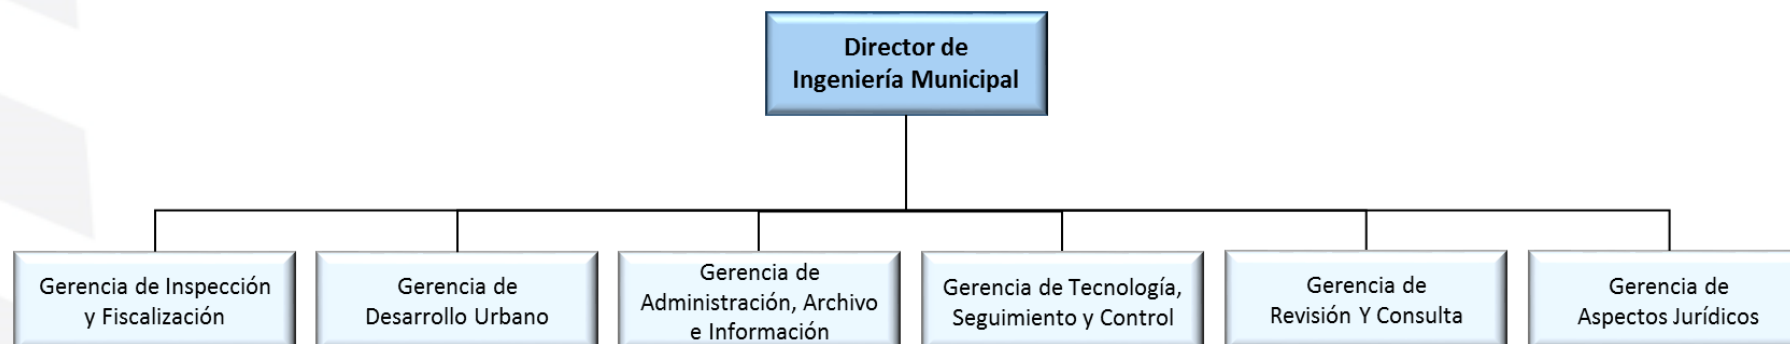 Director de
Ingeniería Municipal
Gerencia de Inspección
y Fiscalización
Gerencia de
Desarrollo Urbano
Gerencia de
Administración, Archivo
e Información
Gerencia de Tecnología,
Seguimiento y Control
Gerencia de
Revisión Y Consulta
Gerencia de
Aspectos Jurídicos